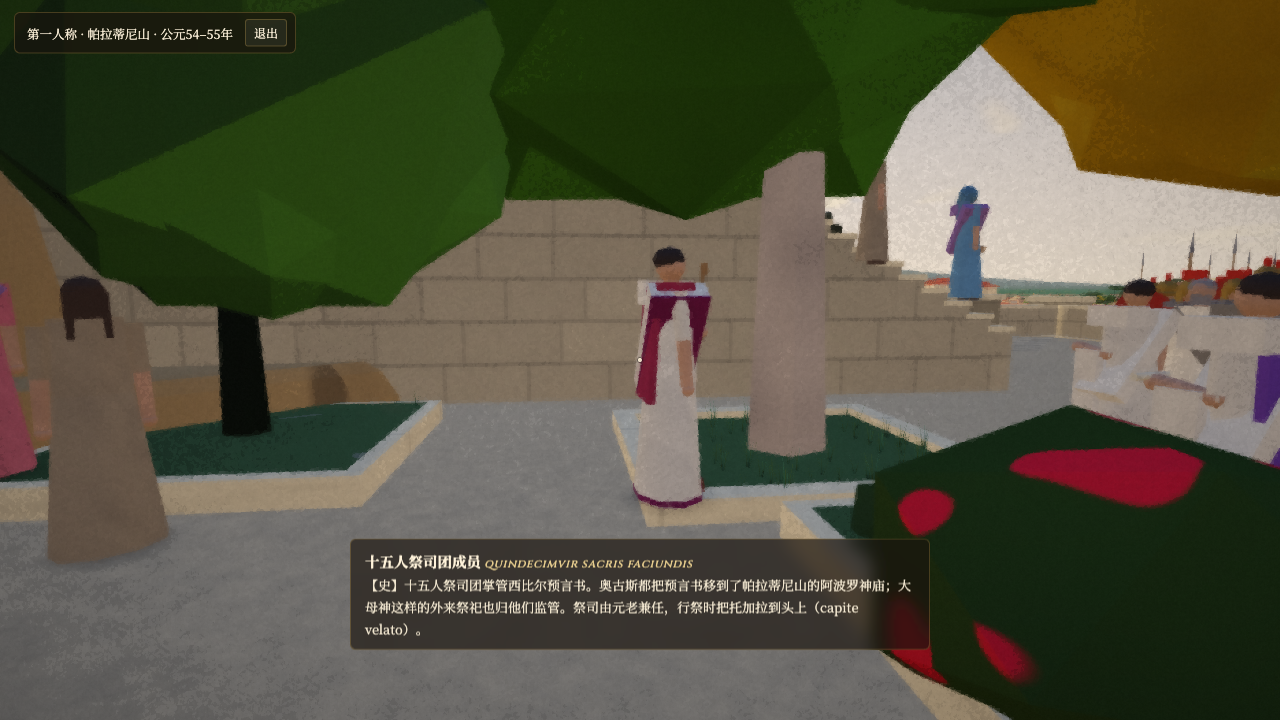 第一人称 · 帕拉蒂尼山 · 公元54–55年 退出
十五人祭司团成员 QUINDECIMVIR SACRIS FACIUNDIS
【史】十五人祭司团掌管西比尔预言书。奥古斯都把预言书移到了帕拉蒂尼山的阿波罗神庙；大
母神这样的外来祭祀也归他们监管。祭司由元老兼任，行祭时把托加拉到头上（capite
velato）。